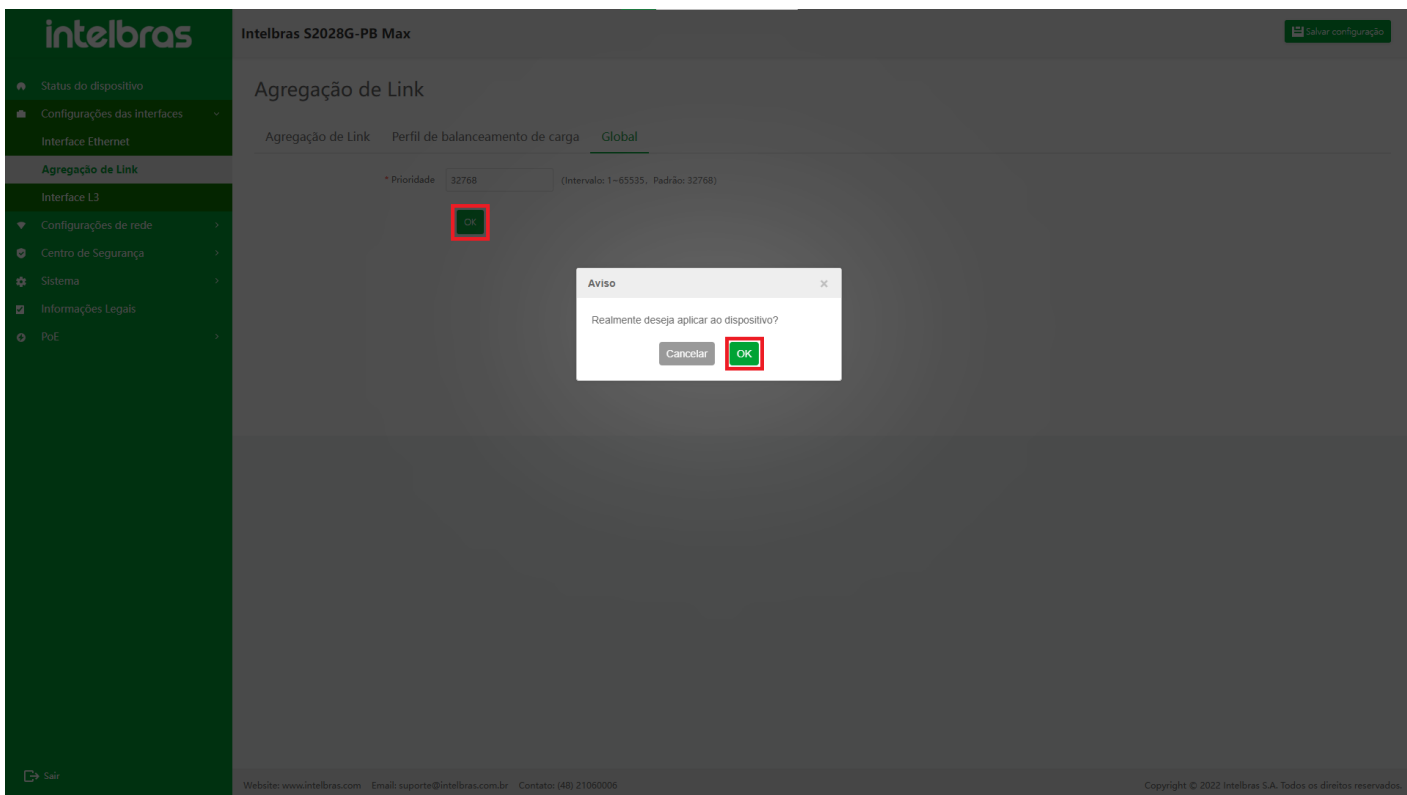 intelbras
Intelbras S2028G-PB Max
Salvar configuração
Status do dispositivo
Configurações das interfaces
Interface Ethernet
Agregação de Link
Interface L3
Configurações de rede
Centro de Segurança
Sistema
Informações Legais
PoE
Sair
Agregação de Link
Agregação de Link Perfil de balanceamento de carga Global
* Prioridade 32768 (Intervalo: 1~65535, Padrão: 32768)
OK
Aviso ×
Realmente deseja aplicar ao dispositivo?
Cancelar OK
Website: www.intelbras.com Email: suporte@intelbras.com.br Contato: (48) 21060006
Copyright © 2022 Intelbras S.A. Todos os direitos reservados.